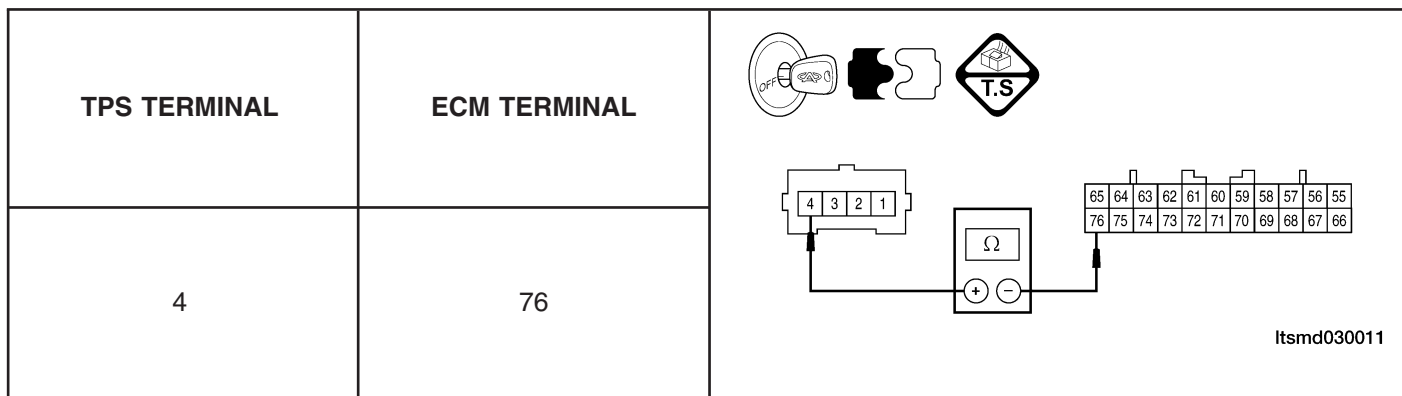 TPS TERMINAL
ECM TERMINAL
4
76
OFF
T.S
4 3 2 1
Ω
+ −
65 64 63 62 61 60 59 58 57 56 55
76 75 74 73 72 71 70 69 68 67 66
ltsmd030011